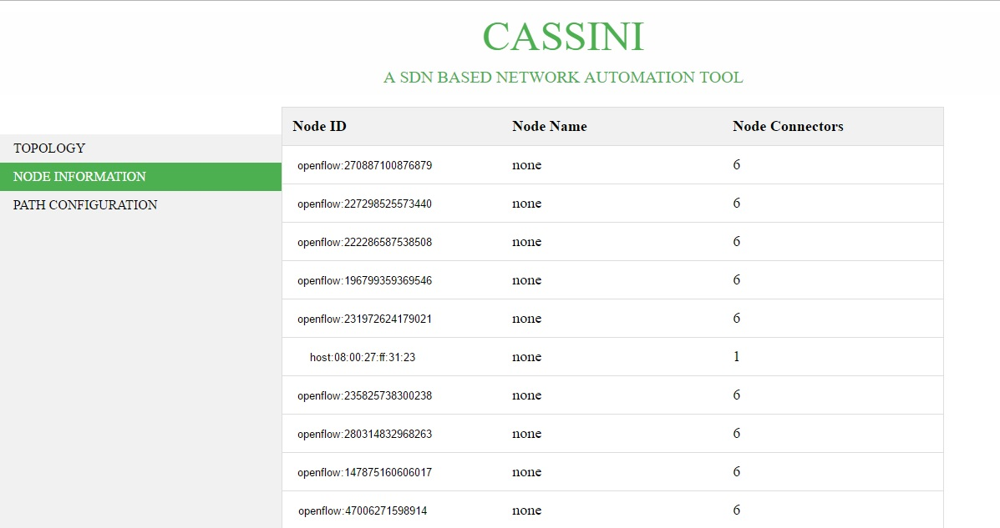 CASSINI
A SDN BASED NETWORK AUTOMATION TOOL
TOPOLOGY
NODE INFORMATION
PATH CONFIGURATION
Node ID Node Name Node Connectors
openflow:270887100876879 none 6
openflow:227298525573440 none 6
openflow:222286587538508 none 6
openflow:196799359369546 none 6
openflow:231972624179021 none 6
host:08:00:27:ff:31:23 none 1
openflow:235825738300238 none 6
openflow:280314832968263 none 6
openflow:147875160606017 none 6
openflow:47006271598914 none 6